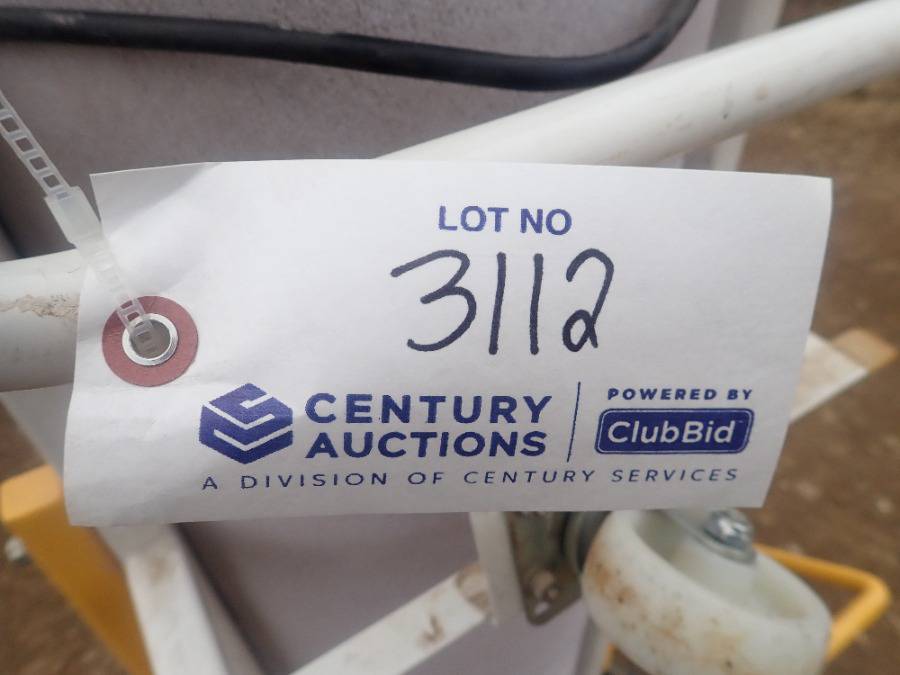 LOT NO
3112
CENTURY
AUCTIONS
POWERED BY
ClubBid
A DIVISION OF CENTURY SERVICES